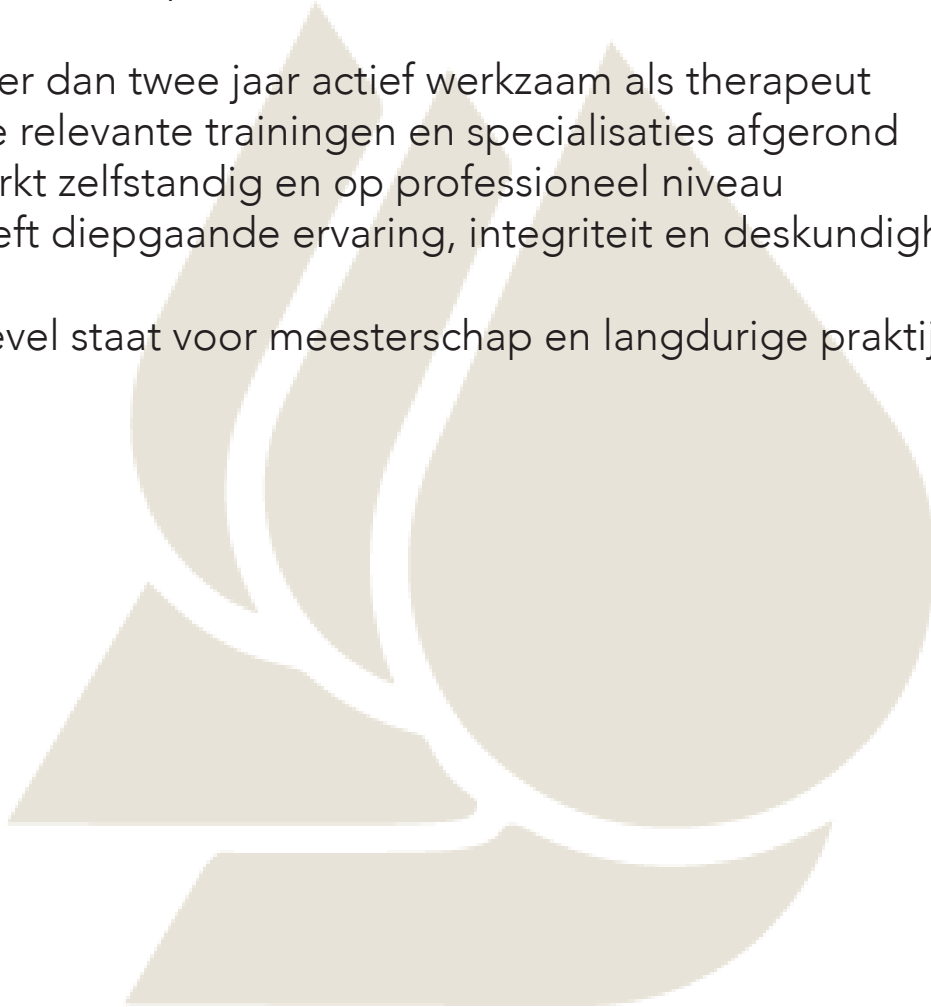 er dan twee jaar actief werkzaam als therapeut
relevante trainingen en specialisaties afgerond
rkt zelfstandig en op professioneel niveau
eft diepgaande ervaring, integriteit en deskundigh
evel staat voor meesterschap en langdurige praktij